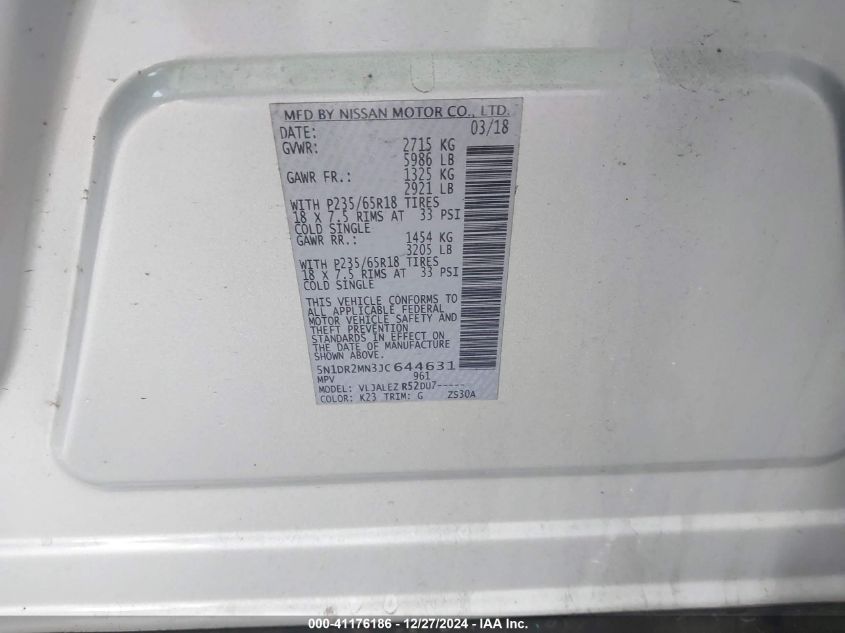 MFD BY NISSAN MOTOR CO., LTD.
DATE: 03/18
GVWR: 2715 KG
5986 LB
GAWR FR.: 1325 KG
2921 LB
WITH P235/65R18 TIRES
18 X 7.5 RIMS AT 33 PSI
COLD SINGLE
GAWR RR.: 1454 KG
3205 LB
WITH P235/65R18 TIRES
18 X 7.5 RIMS AT 33 PSI
COLD SINGLE
THIS VEHICLE CONFORMS TO
ALL APPLICABLE FEDERAL
MOTOR VEHICLE SAFETY AND
THEFT PREVENTION
STANDARDS IN EFFECT ON
THE DATE OF MANUFACTURE
SHOWN ABOVE.
5N1DR2MN3JC644631
MPV 961
MODEL: VLJALEZ R52DU7-----
COLOR: K23 TRIM: G ZS30A
000-41176186 - 12/27/2024 - IAA Inc.